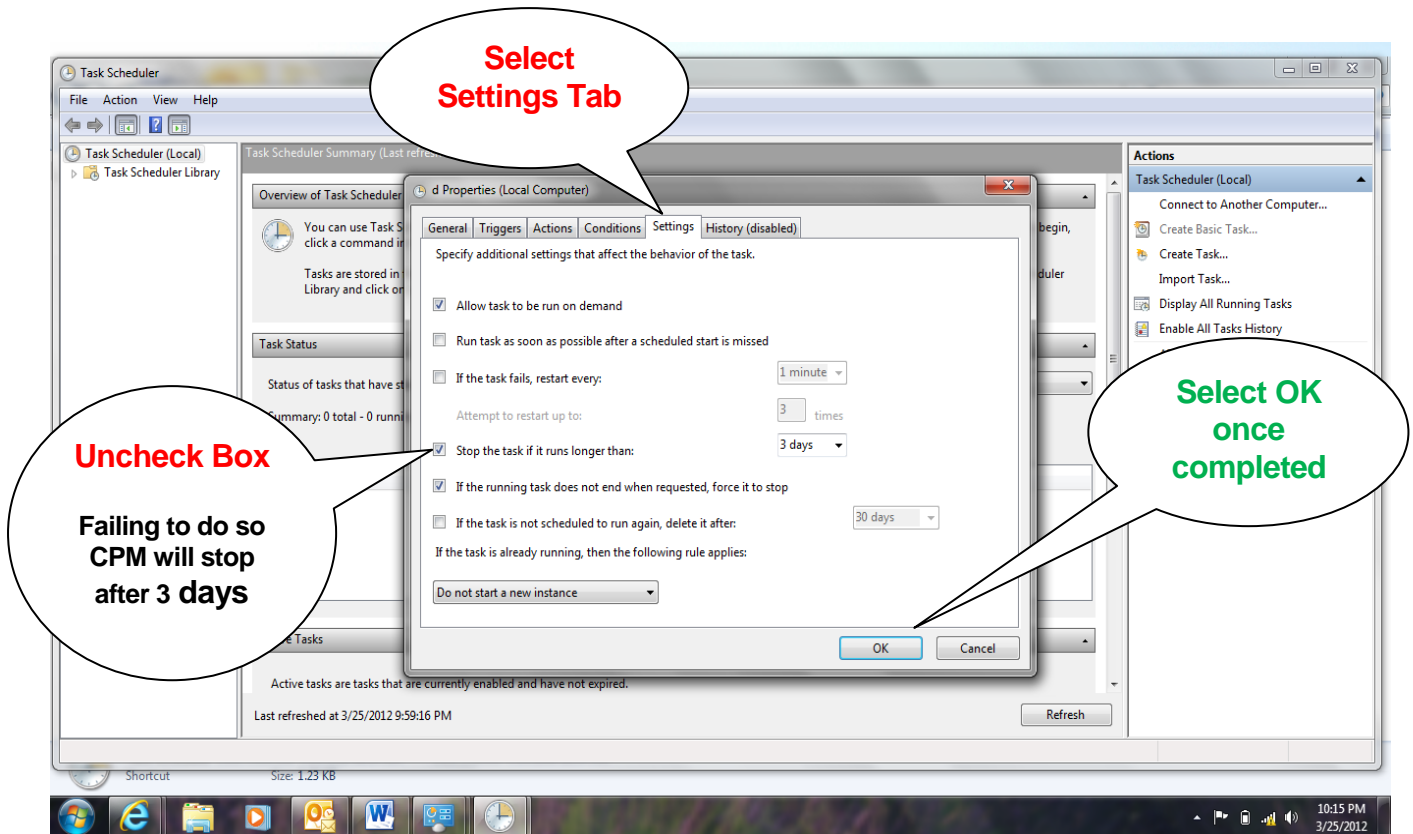 Select
Settings Tab
Task Scheduler
File Action View Help
Task Scheduler (Local)
Task Scheduler Library
Task Scheduler Summary (Last
Overview of Task Scheduler
You can use Task S
click a command in
Tasks are stored in
Library and click on
begin,
duler
Task Status
Status of tasks that have st
Summary: 0 total - 0 runni
d Properties (Local Computer)
General Triggers Actions Conditions Settings History (disabled)
Specify additional settings that affect the behavior of the task.
Allow task to be run on demand
Run task as soon as possible after a scheduled start is missed
If the task fails, restart every: 1 minute
Attempt to restart up to: 3 times
Stop the task if it runs longer than: 3 days
If the running task does not end when requested, force it to stop
If the task is not scheduled to run again, delete it after: 30 days
If the task is already running, then the following rule applies:
Do not start a new instance
OK Cancel
Uncheck Box
Failing to do so
CPM will stop
after 3 days
Actions
Task Scheduler (Local)
Connect to Another Computer...
Create Basic Task...
Create Task...
Import Task...
Display All Running Tasks
Enable All Tasks History
Select OK
once
completed
Tasks
Active tasks are tasks that are currently enabled and have not expired.
Last refreshed at 3/25/2012 9:59:16 PM
Refresh
Shortcut Size: 1.23 KB
10:15 PM
3/25/2012